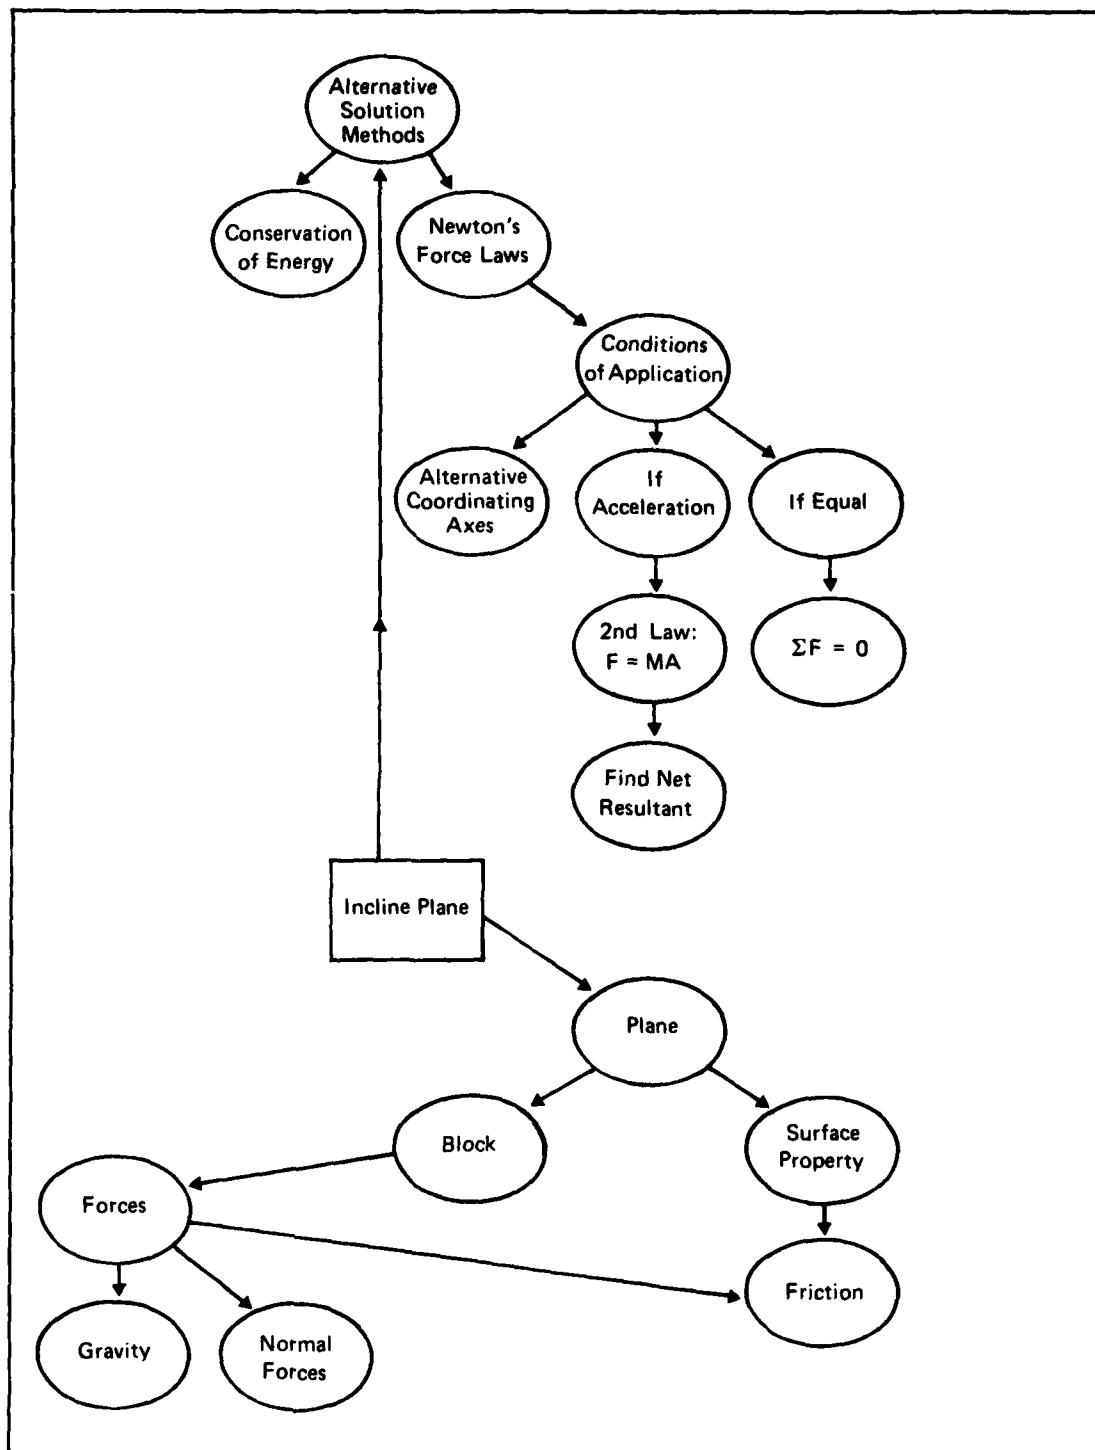 Alternative
Solution
Methods
Conservation
of Energy
Newton's
Force Laws
Conditions
of Application
Alternative
Coordinating
Axes
If
Acceleration
If Equal
2nd Law:
F = MA
ΣF = 0
Find Net
Resultant
Incline Plane
Plane
Block
Surface
Property
Forces
Friction
Gravity
Normal
Forces